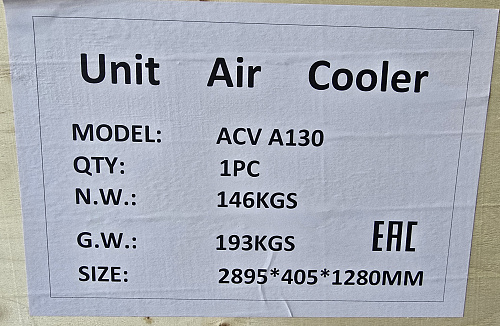 Unit Air Cooler
MODEL: ACV A130
QTY: 1PC
N.W.: 146KGS
G.W.: 193KGS EAC
SIZE: 2895*405*1280MM